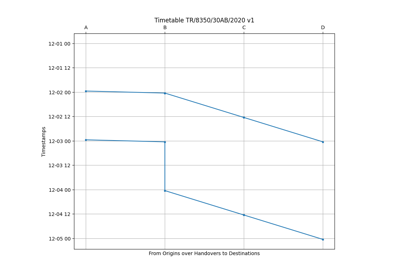 Timetable TR/8350/30AB/2020 v1
A B C D
12-01 00
12-01 12
12-02 00
12-02 12
12-03 00
12-03 12
12-04 00
12-04 12
12-05 00
Timestamps
From Origins over Handovers to Destinations